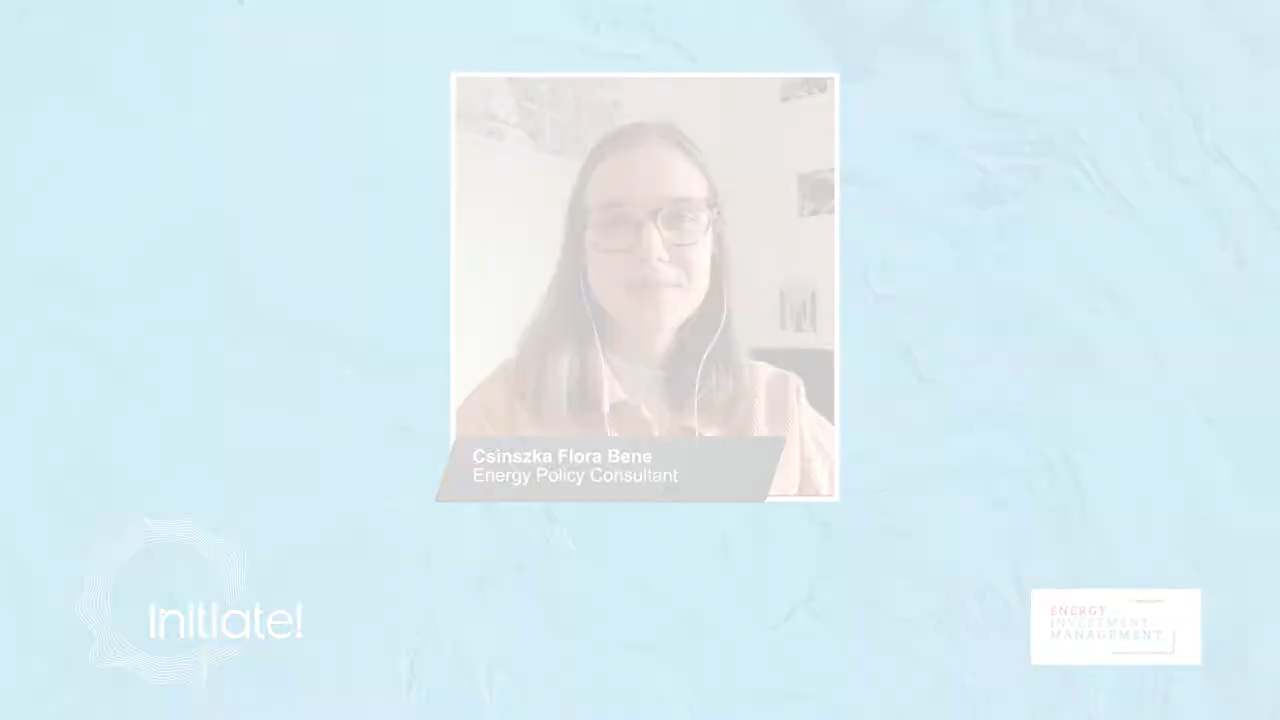 Csinszka Flora Bene
Energy Policy Consultant
Initiate!
ENERGY
INVESTMENT
MANAGEMENT